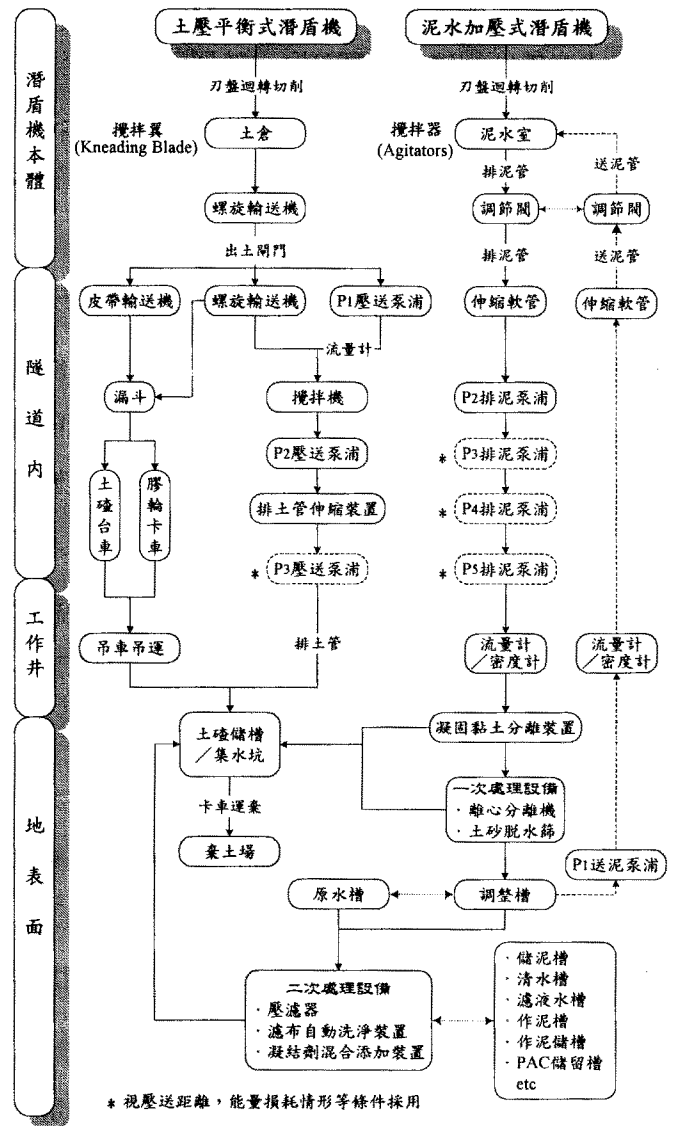 土壓平衡式潛盾機
泥水加壓式潛盾機
潛盾機本體
刃盤迴轉切削
刃盤迴轉切削
攪拌翼
(Kneading Blade)
土倉
攪拌器
(Agitators)
泥水室
排泥管
送泥管
螺旋輸送機
調節閥
調節閥
出土閘門
排泥管
送泥管
隧道內
皮帶輸送機
螺旋輸送機
P1壓送泵浦
伸縮軟管
伸縮軟管
流量計
漏斗
攪拌機
P2排泥泵浦
P2壓送泵浦
* P3排泥泵浦
土碴台車
膠輪卡車
排土管伸縮裝置
* P4排泥泵浦
* P3壓送泵浦
* P5排泥泵浦
工作井
吊車吊運
排土管
流量計
／密度計
流量計
／密度計
地表面
土碴儲槽
／集水坑
凝固黏土分離裝置
卡車運棄
一次處理設備
· 離心分離機
· 土砂脫水篩
棄土場
P1送泥泵浦
原水槽
調整槽
二次處理設備
· 壓濾器
· 濾布自動洗淨裝置
· 凝結劑混合添加裝置
· 儲泥槽
· 清水槽
· 濾液水槽
· 作泥槽
· 作泥儲槽
· PAC儲留槽
etc
* 視壓送距離，能量損耗情形等條件採用